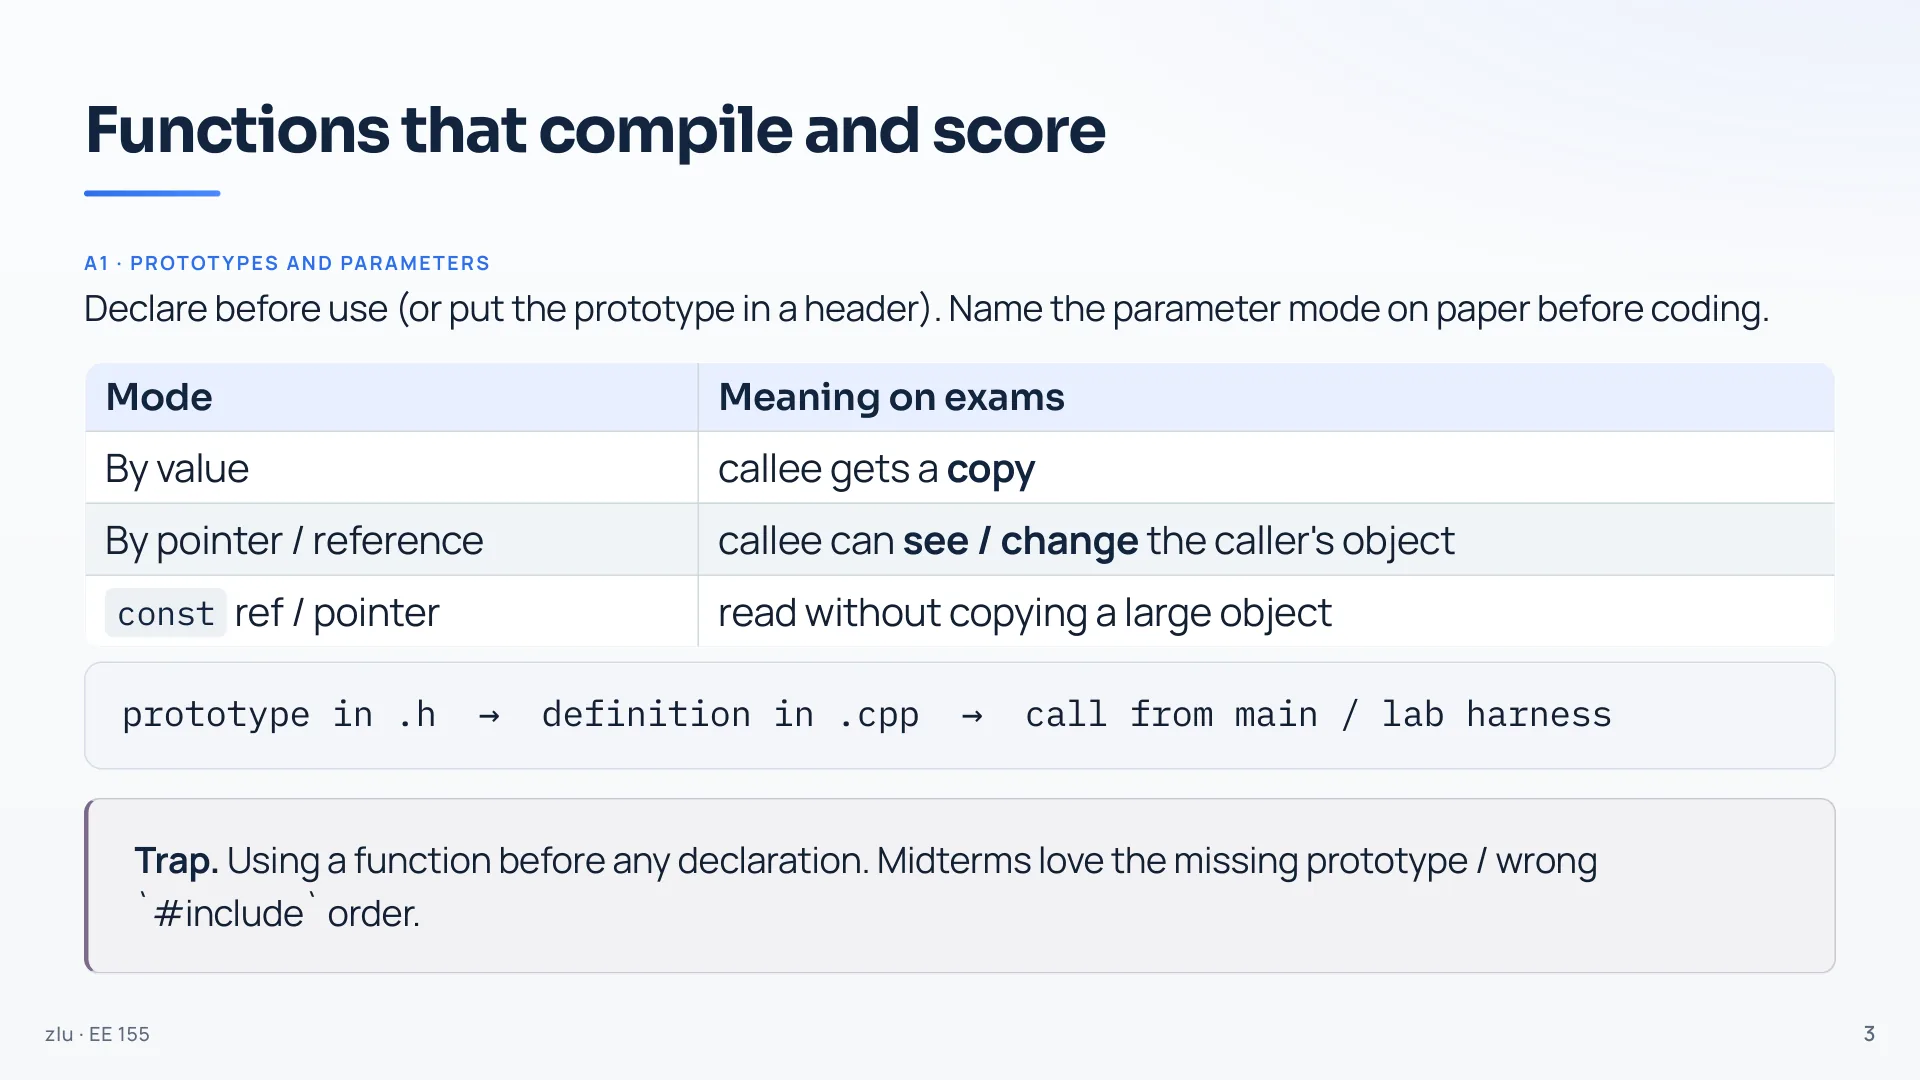 Functions that compile and score
A1 · PROTOTYPES AND PARAMETERS
Declare before use (or put the prototype in a header). Name the parameter mode on paper before coding.
Mode Meaning on exams
By value callee gets a copy
By pointer / reference callee can see / change the caller's object
const ref / pointer read without copying a large object
prototype in .h → definition in .cpp → call from main / lab harness
Trap. Using a function before any declaration. Midterms love the missing prototype / wrong
`#include` order.
zlu · EE 155
3